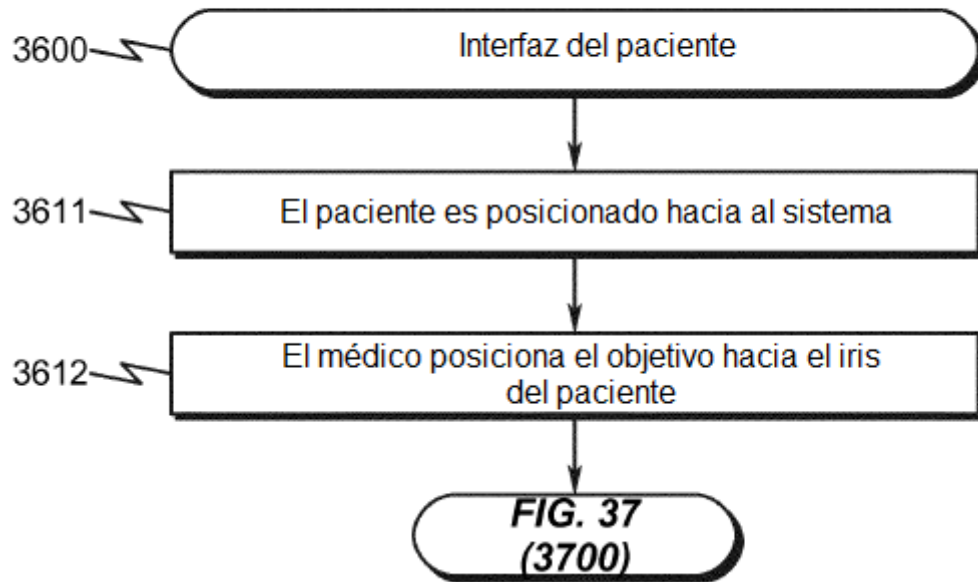 3600
Interfaz del paciente
3611
El paciente es posicionado hacia al sistema
3612
El médico posiciona el objetivo hacia el iris
del paciente
FIG. 37
(3700)